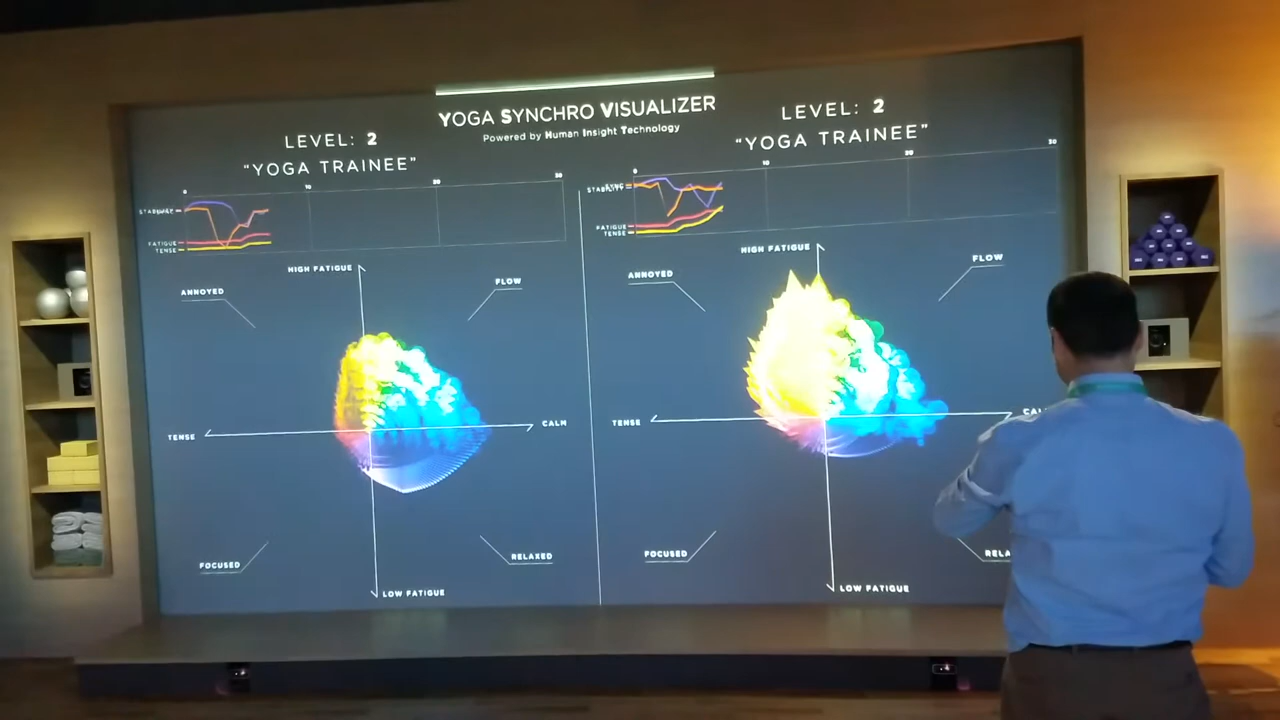 YOGA SYNCHRO VISUALIZER
Powered by Human Insight Technology
LEVEL: 2
"YOGA TRAINEE"
0 10 20 30
FATIGUE
TENSE
HIGH FATIGUE
ANNOYED
FLOW
TENSE
CALM
FOCUSED
RELAXED
LOW FATIGUE
LEVEL: 2
"YOGA TRAINEE"
0 10 20 30
STABILITY
FATIGUE
TENSE
HIGH FATIGUE
ANNOYED
FLOW
TENSE
FOCUSED
LOW FATIGUE